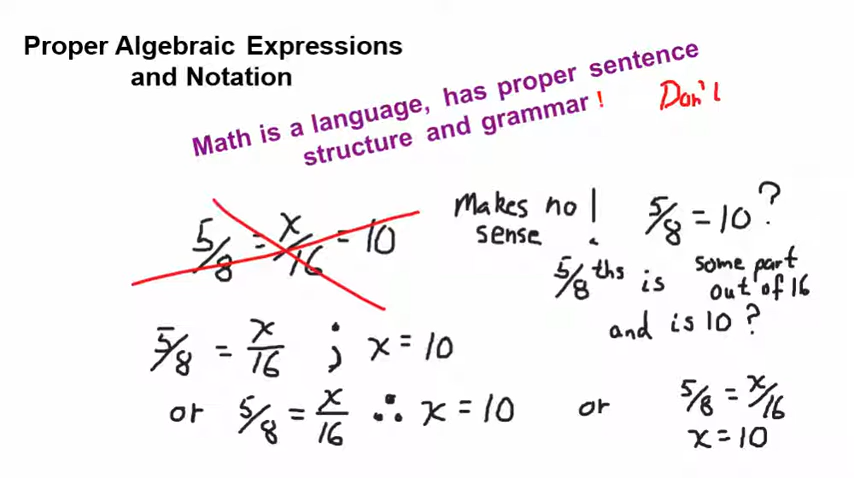 Proper Algebraic Expressions
and Notation
Math is a language, has proper sentence
structure and grammar!
Don't
5/8 = x/16 = 10
Makes no
sense !
5/8 = 10?
5/8ths is some part
out of 16
and is 10?
5/8 = x/16 ; x = 10
or 5/8 = x/16 ∴ x = 10
or 5/8 = x/16
x = 10